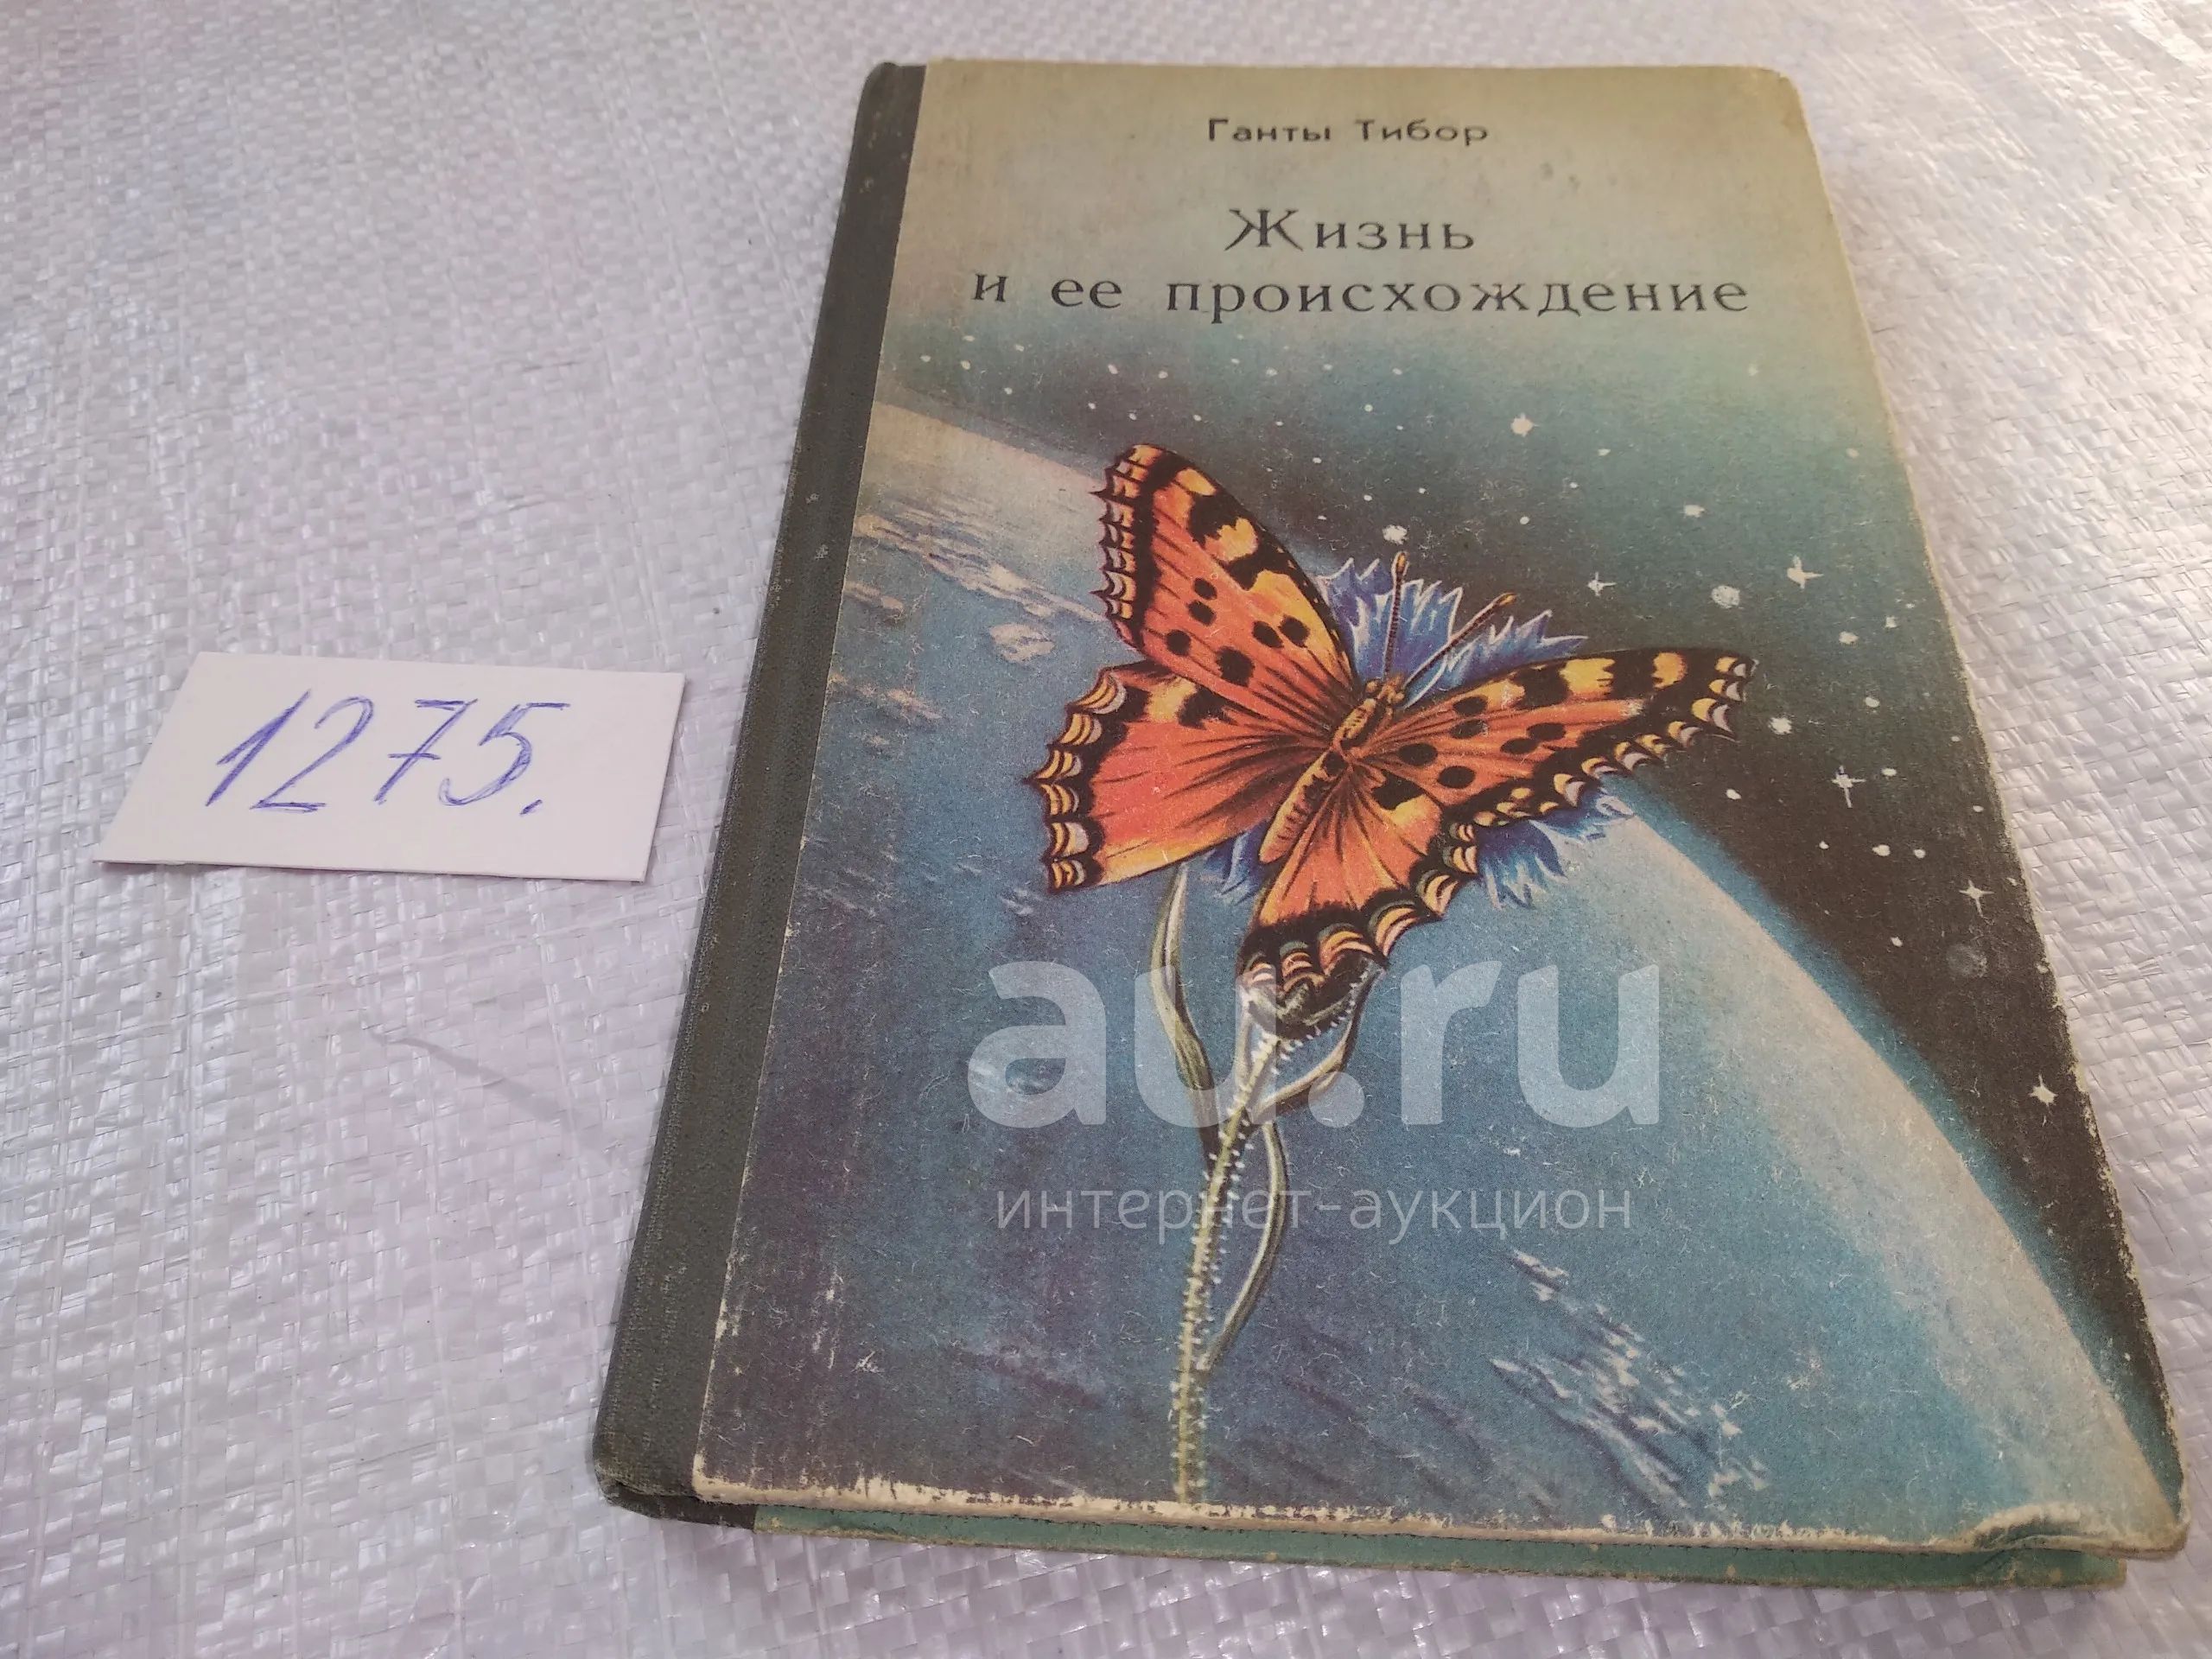 Ганты Тибор
Жизнь
и ее происхождение
1275.
au.ru
интернет-аукцион